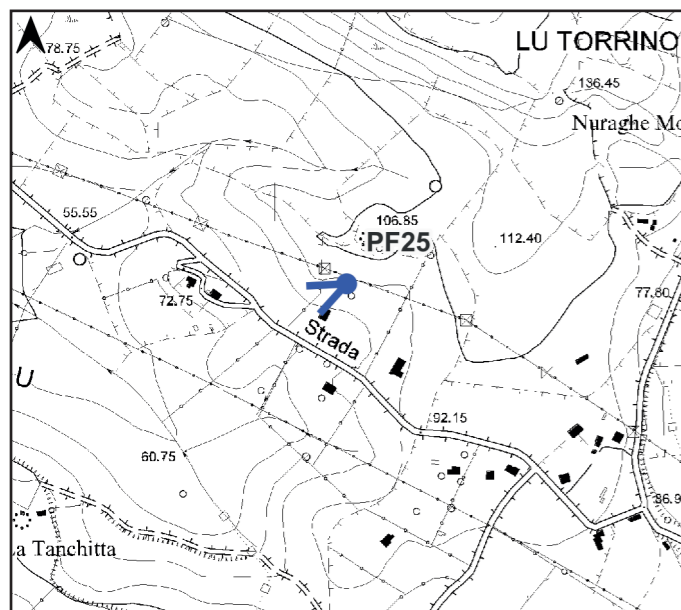 LU TORRINO
78.75
136.45
Nuraghe Mo
55.55
106.85
PF25
112.40
72.75
77.60
Strada
U
92.15
60.75
86.9
La Tanchitta